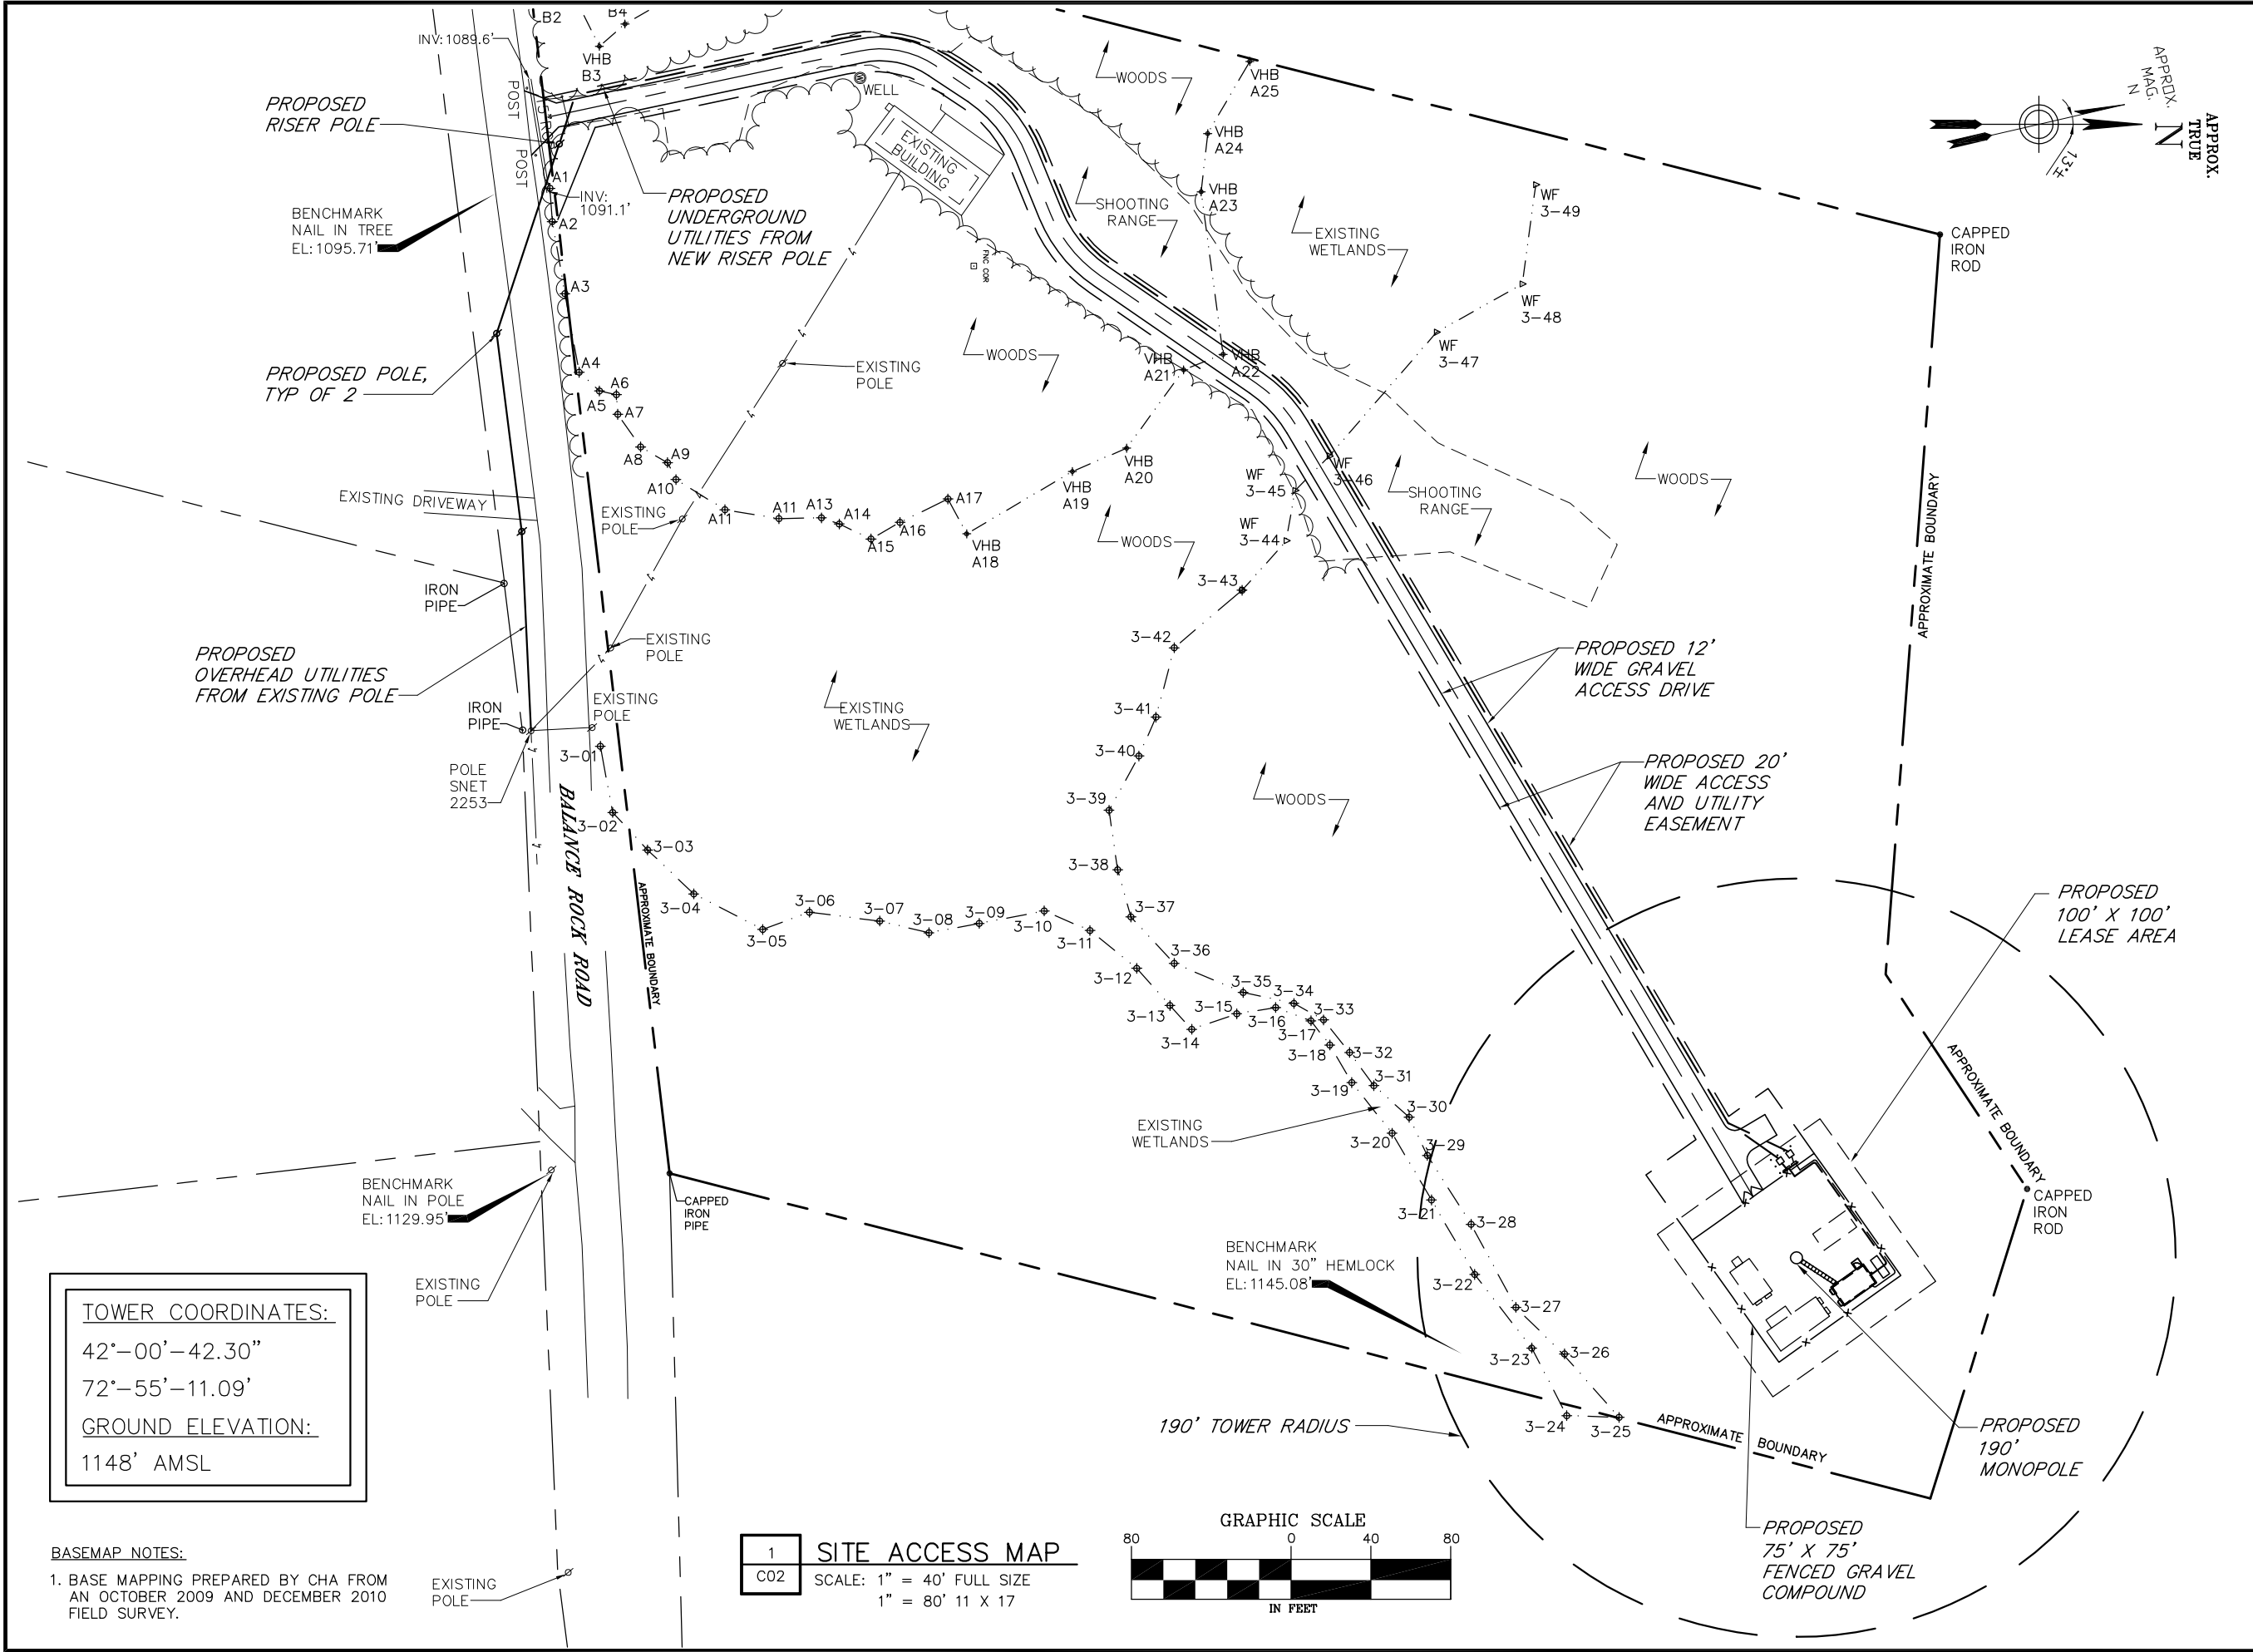 B2
B4
INV: 1089.6'
VHB
B3
POST
POST
PROPOSED
RISER POLE
A1
INV:
1091.1'
A2
BENCHMARK
NAIL IN TREE
EL: 1095.71'
PROPOSED
UNDERGROUND
UTILITIES FROM
NEW RISER POLE
WELL
EXISTING
BUILDING
FNC COR
WOODS
VHB
A25
VHB
A24
VHB
A23
SHOOTING
RANGE
EXISTING
WETLANDS
WF
3-49
WF
3-48
WF
3-47
CAPPED
IRON
ROD
APPROX.
MAG.
N
APPROX.
TRUE
N
13°±
A3
A4
A5
A6
A7
A8
A9
A10
A11
A11
A13
A14
A15
A16
A17
VHB
A18
VHB
A19
VHB
A20
VHB
A21
VHB
A22
WOODS
EXISTING
POLE
PROPOSED POLE,
TYP OF 2
EXISTING DRIVEWAY
EXISTING
POLE
WF
3-45
WF
3-46
WF
3-44
SHOOTING
RANGE
WOODS
WOODS
APPROXIMATE BOUNDARY
IRON
PIPE
3-43
3-42
EXISTING
POLE
PROPOSED
OVERHEAD UTILITIES
FROM EXISTING POLE
IRON
PIPE
EXISTING
POLE
EXISTING
WETLANDS
3-41
3-40
3-39
3-38
3-37
3-36
PROPOSED 12'
WIDE GRAVEL
ACCESS DRIVE
PROPOSED 20'
WIDE ACCESS
AND UTILITY
EASEMENT
WOODS
POLE
SNET
2253
3-01
3-02
3-03
3-04
3-05
3-06
3-07
3-08
3-09
3-10
3-11
3-12
3-13
3-14
3-15
3-16
3-17
3-18
3-19
3-20
3-21
3-22
3-23
3-24
3-25
3-26
3-27
3-28
3-29
3-30
3-31
3-32
3-33
3-34
3-35
BALANCE ROCK ROAD
APPROXIMATE BOUNDARY
PROPOSED
100' X 100'
LEASE AREA
APPROXIMATE BOUNDARY
CAPPED
IRON
ROD
EXISTING
WETLANDS
BENCHMARK
NAIL IN POLE
EL: 1129.95'
CAPPED
IRON
PIPE
EXISTING
POLE
BENCHMARK
NAIL IN 30" HEMLOCK
EL: 1145.08'
190' TOWER RADIUS
APPROXIMATE BOUNDARY
PROPOSED
190'
MONOPOLE
PROPOSED
75' X 75'
FENCED GRAVEL
COMPOUND
TOWER COORDINATES:
42°-00'-42.30"
72°-55'-11.09'
GROUND ELEVATION:
1148' AMSL
BASEMAP NOTES:
1. BASE MAPPING PREPARED BY CHA FROM
AN OCTOBER 2009 AND DECEMBER 2010
FIELD SURVEY.
EXISTING
POLE
1
C02
SITE ACCESS MAP
SCALE: 1" = 40' FULL SIZE
1" = 80' 11 X 17
GRAPHIC SCALE
80 0 40 80
IN FEET